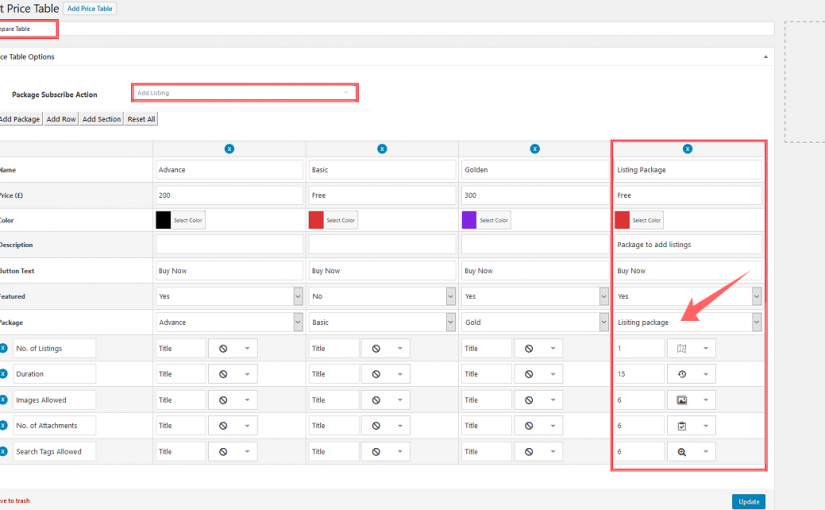 t Price Table Add Price Table
mpare Table
ce Table Options
Package Subscribe Action Add Listing
Add Package Add Row Add Section Reset All
x x x x
Name Advance Basic Golden Listing Package
Price (£) 200 Free 300 Free
Color Select Color Select Color Select Color Select Color
Description Package to add listings
Button Text Buy Now Buy Now Buy Now Buy Now
Featured Yes No Yes Yes
Package Advance Basic Gold Lisiting package
x No. of Listings Title Title Title 1
x Duration Title Title Title 15
x Images Allowed Title Title Title 6
x No. of Attachments Title Title Title 6
x Search Tags Allowed Title Title Title 6
ve to trash Update